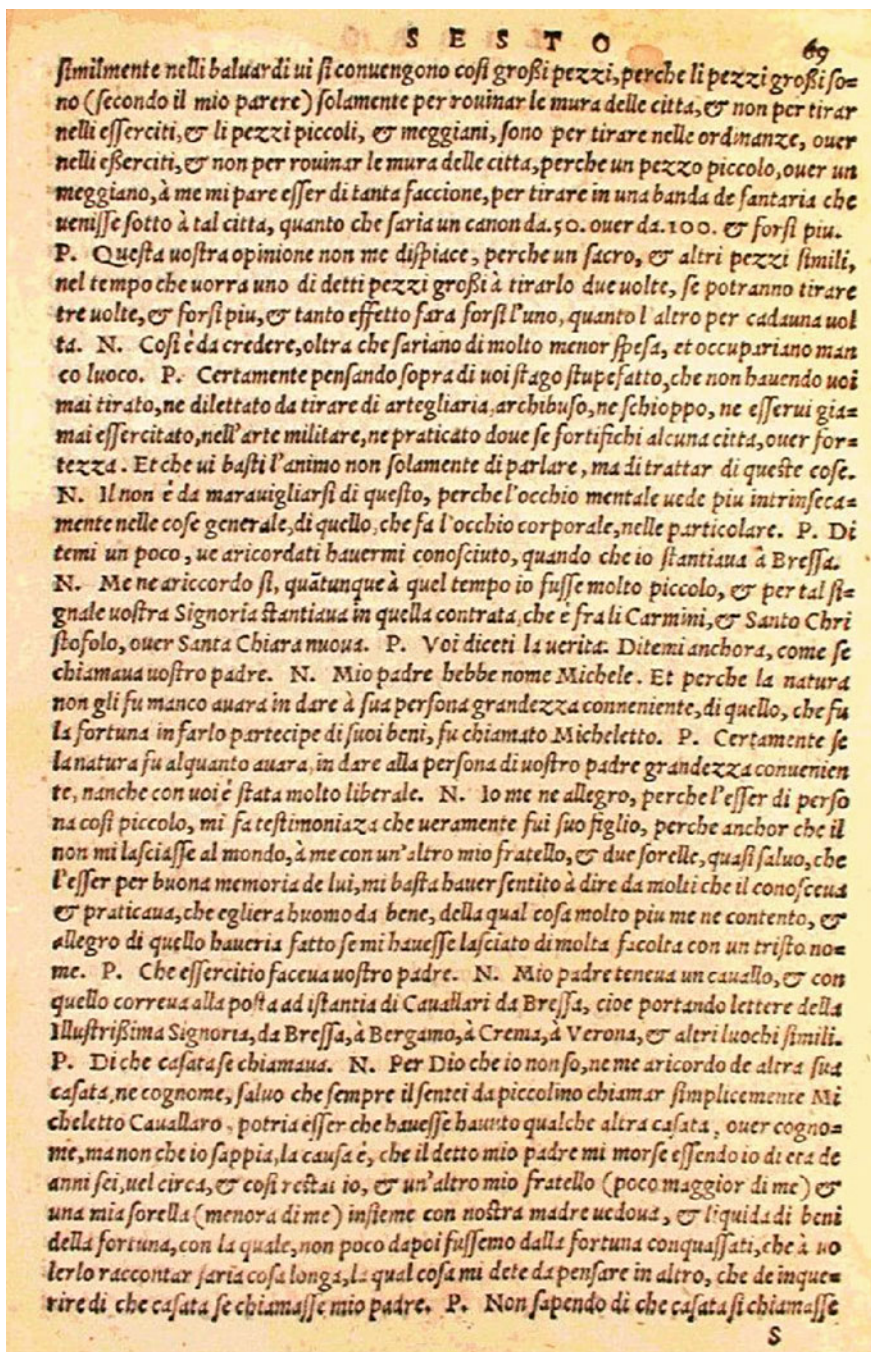 SESTO 69
ſimilmente nelli baluardi ui ſi conuengono coſi groſsi pezzi, perche li pezzi groſsi ſo=
no (ſecondo il mio parere) ſolamente per rouinar le mura delle citta, & non per tirar
nelli eſſerciti, & li pezzi piccoli, & meggiani, ſono per tirare nelle ordinanze, ouer
nelli eßerciti, & non per rouinar le mura delle citta, perche un pezzo piccolo, ouer un
meggiano, à me mi pare eſſer di tanta faccione, per tirare in una banda de fantaria che
ueniſſe ſotto à tal citta, quanto che ſaria un canon da.50. ouer da.100. & forſi piu.
P. Queſta uoſtra opinione non me diſpiace, perche un ſacro, & altri pezzi ſimili,
nel tempo che uorra uno di detti pezzi groſsi à tirarlo due uolte, ſe potranno tirare
tre uolte, & forſi piu, & tanto effetto fara forſi l'uno, quanto l altro per cadauna uol
ta. N. Coſi è da credere, oltra che ſariano di molto menor ſpeſa, et occupariano man
co luoco. P. Certamente penſando ſopra di uoi ſtago ſtupefatto, che non hauendo uoi
mai tirato, ne dilettato da tirare di artegliaria, archibuſo, ne ſchioppo, ne eſſerui gia=
mai eſſercitato, nell'arte militare, ne praticato doue ſe fortifichi alcuna citta, ouer for=
tezza. Et che ui baſti l'animo non ſolamente di parlare, ma di trattar di queſte coſe.
N. Il non è da marauigliarſi di queſto, perche l'occhio mentale uede piu intrinſeca=
mente nelle coſe generale, di quello, che fa l'occhio corporale, nelle particolare. P. Di
temi un poco, ue aricordati hauermi conoſciuto, quando che io ſtantiaua à Breſſa.
N. Me ne ariccordo ſi, quãtunque à quel tempo io fuſſe molto piccolo, & per tal ſi=
gnale uoſtra Signoria ſtantiaua in quella contrata, che è fra li Carmini, & Santo Chri
ſtofolo, ouer Santa Chiara nuoua. P. Voi diceti la uerita. Ditemi anchora, come ſe
chiamaua uoſtro padre. N. Mio padre hebbe nome Michele. Et perche la natura
non gli fu manco auara in dare à ſua perſona grandezza conneniente, di quello, che fu
la fortuna in farlo partecipe di ſuoi beni, fu chiamato Micheletto. P. Certamente ſe
la natura fu alquanto auara, in dare alla perſona di uoſtro padre grandezza conuenien
te, nanche con uoi è ſtata molto liberale. N. Io me ne allegro, perche l'eſſer di perſo
na coſi piccolo, mi fa teſtimoniaza che ueramente fui ſuo figlio, perche anchor che il
non mi laſciaſſe al mondo, à me con un'altro mio fratello, & due ſorelle, quaſi ſaluo, che
l'eſſer per buona memoria de lui, mi baſta hauer ſentito à dire da molti che il conoſceua
& praticaua, che egli era huomo da bene, della qual coſa molto piu me ne contento, &
allegro di quello haueria fatto ſe mi haueſſe laſciato di molta facolta con un triſto no=
me. P. Che eſſercitio faceua uoſtro padre. N. Mio padre teneua un cauallo, & con
quello correua alla poſta ad iſtantia di Cauallari da Breſſa, cioe portando lettere della
Illuſtriſsima Signoria, da Breſſa, à Bergamo, à Crema, à Verona, & altri luochi ſimili.
P. Di che caſata ſe chiamaua. N. Per Dio che io non ſo, ne me aricordo de altra ſua
caſata, ne cognome, ſaluo che ſempre il ſentei da piccolino chiamar ſimplicemente Mi
cheletto Cauallaro, potria eſſer che haueſſe hauuto qualche altra caſata, ouer cogno=
me, ma non che io ſappia, la cauſa è, che il detto mio padre mi morſe eſſendo io di eta de
anni ſei, uel circa, & coſi reſtai io, & un'altro mio fratello (poco maggior di me) &
una mia ſorella (menora di me) inſieme con noſtra madre uedoua, & liquida di beni
della fortuna, con la quale, non poco dapoi fuſſemo dalla fortuna conquaſſati, che à uo
lerlo raccontar ſaria coſa longa, la qual coſa mi dete da penſare in altro, che de inque=
rire di che caſata ſe chiamaſſe mio padre. P. Non ſapendo di che caſata ſi chiamaſſe
S